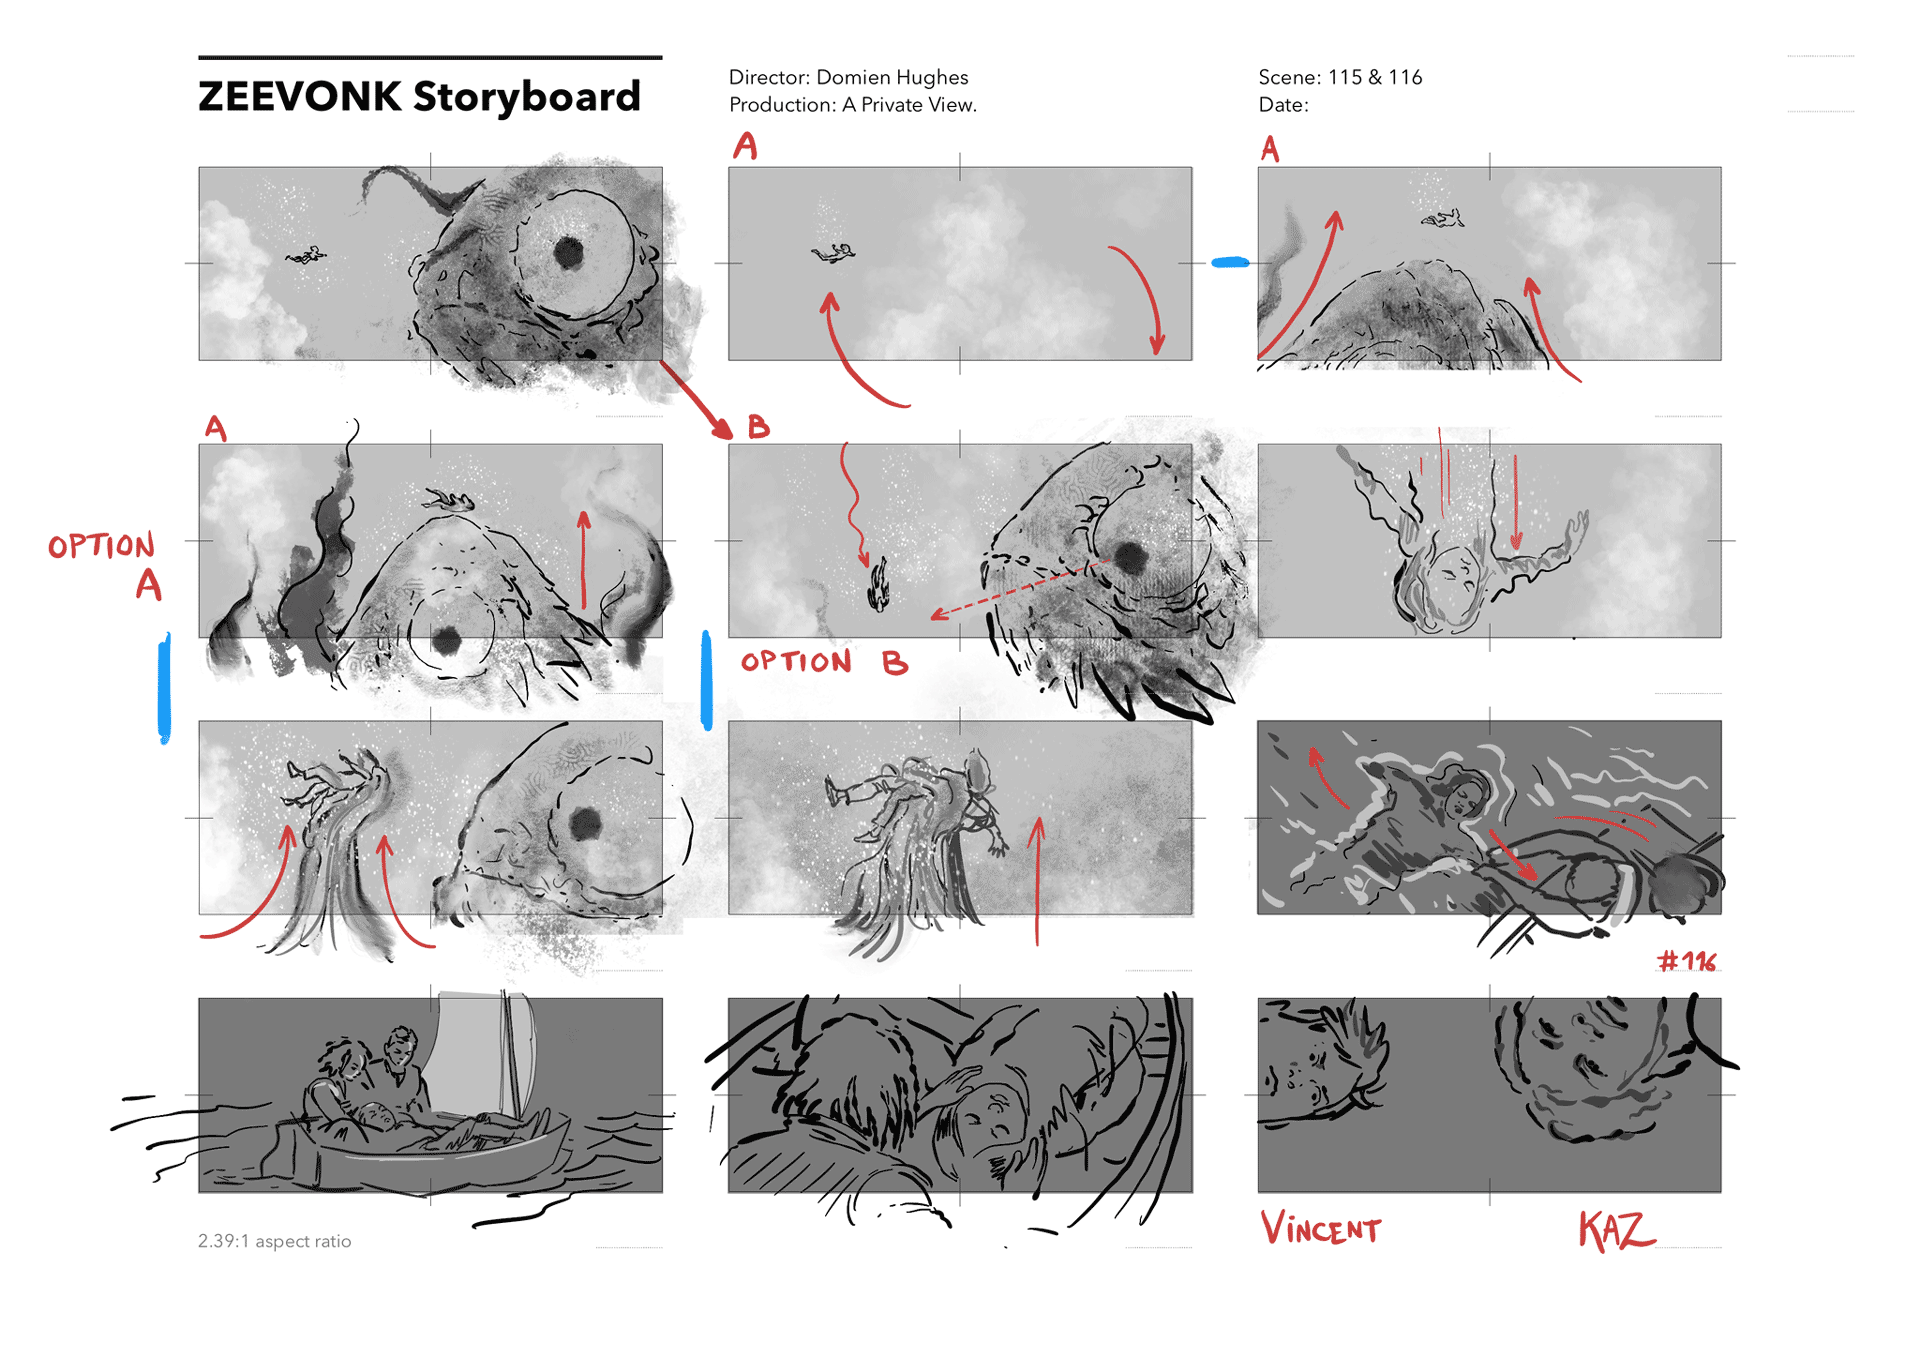 ZEEVONK Storyboard
Director: Domien Hughes
Production: A Private View.
Scene: 115 & 116
Date:
A
A
A
B
OPTION
A
OPTION B
#116
2.39:1 aspect ratio
VINCENT
KAZ